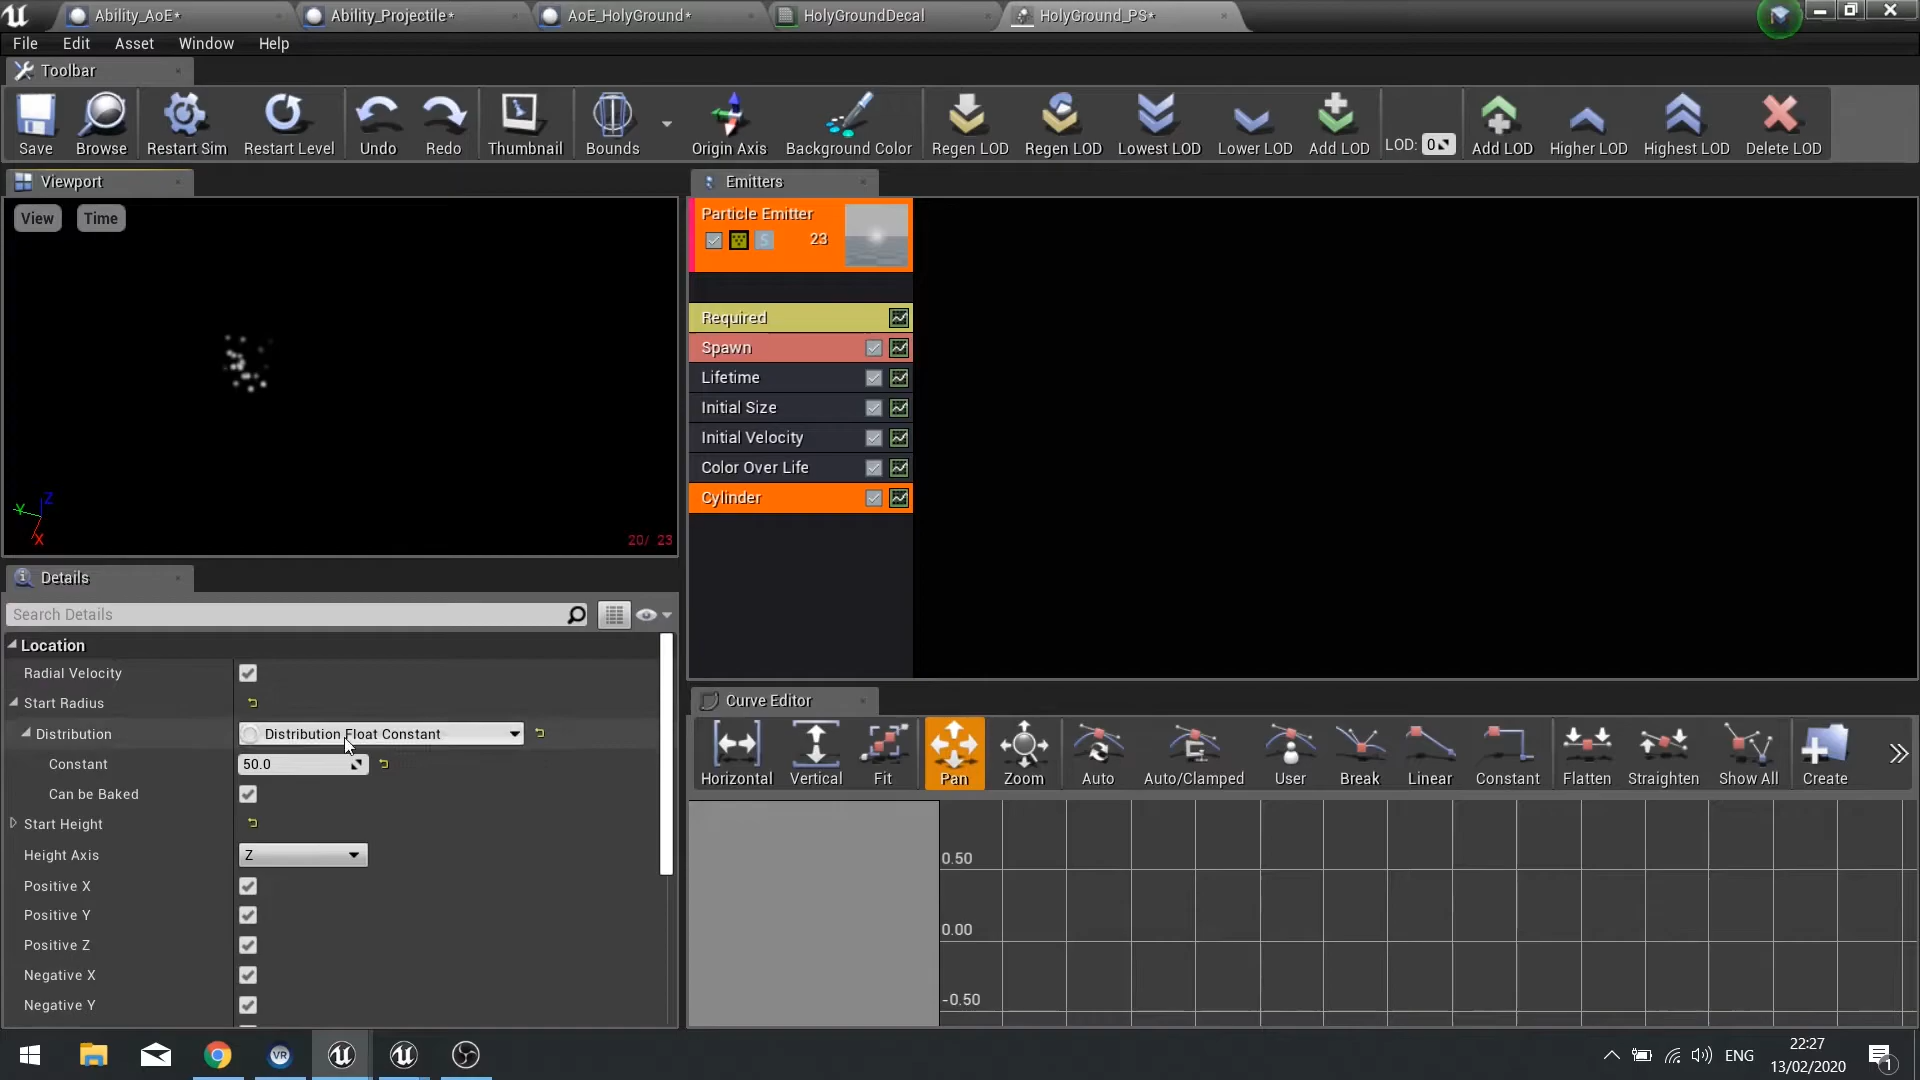 Ability_AoE*
Ability_Projectile*
AoE_HolyGround*
HolyGroundDecal
HolyGround_PS*
File
Edit
Asset
Window
Help
Toolbar
Save
Browse
Restart Sim
Restart Level
Undo
Redo
Thumbnail
Bounds
Origin Axis
Background Color
Regen LOD
Regen LOD
Lowest LOD
Lower LOD
Add LOD
LOD: 0
Add LOD
Higher LOD
Highest LOD
Delete LOD
Viewport
View
Time
Z
Y
X
20/ 23
Emitters
Particle Emitter
S
23
Required
Spawn
Lifetime
Initial Size
Initial Velocity
Color Over Life
Cylinder
Details
Search Details
Location
Radial Velocity
Start Radius
Distribution
Distribution Float Constant
Constant
50.0
Can be Baked
Start Height
Height Axis
Z
Positive X
Positive Y
Positive Z
Negative X
Negative Y
Curve Editor
Horizontal
Vertical
Fit
Pan
Zoom
Auto
Auto/Clamped
User
Break
Linear
Constant
Flatten
Straighten
Show All
Create
0.50
0.00
-0.50
VR
ENG
22:27
13/02/2020
1